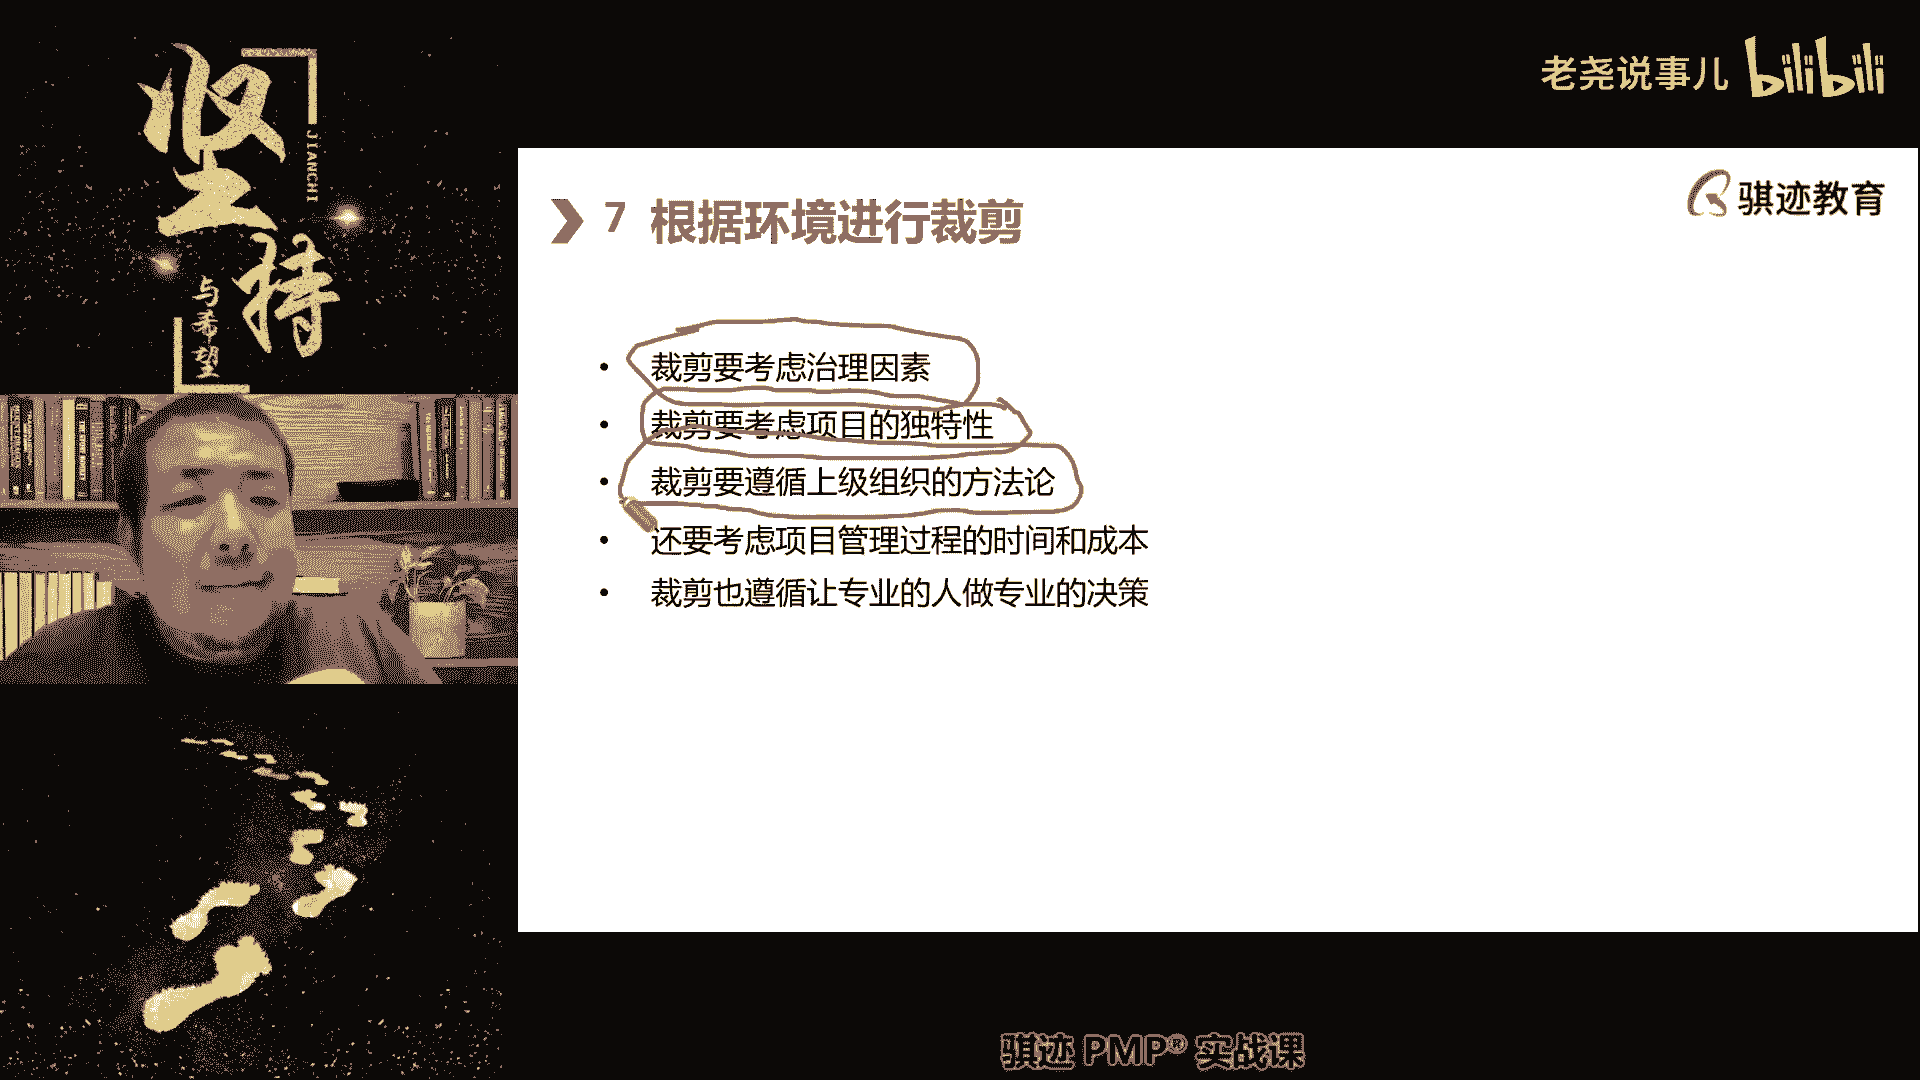 坚持
JIANCHI
与希望
老尧说事儿 bilibili
骐迹教育
7 根据环境进行裁剪
• 裁剪要考虑治理因素
• 裁剪要考虑项目的独特性
• 裁剪要遵循上级组织的方法论
• 还要考虑项目管理过程的时间和成本
• 裁剪也遵循让专业的人做专业的决策
骐迹 PMP® 实战课